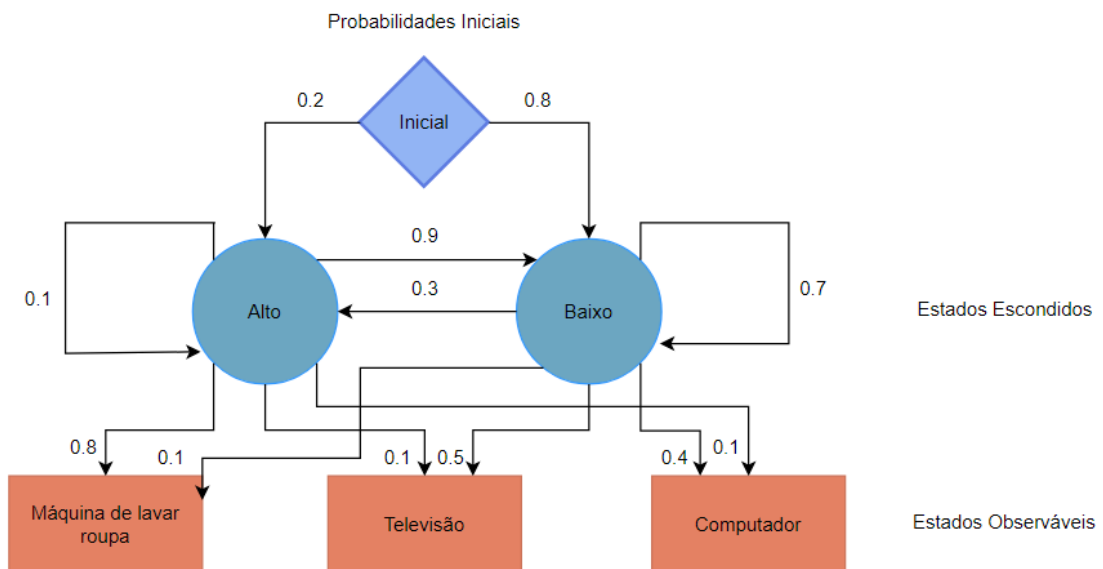 Probabilidades Iniciais
0.2
0.8
Inicial
0.9
0.1
0.3
0.7
Alto
Baixo
Estados Escondidos
0.8
0.1
0.1
0.5
0.4
0.1
Máquina de lavar
roupa
Televisão
Computador
Estados Observáveis